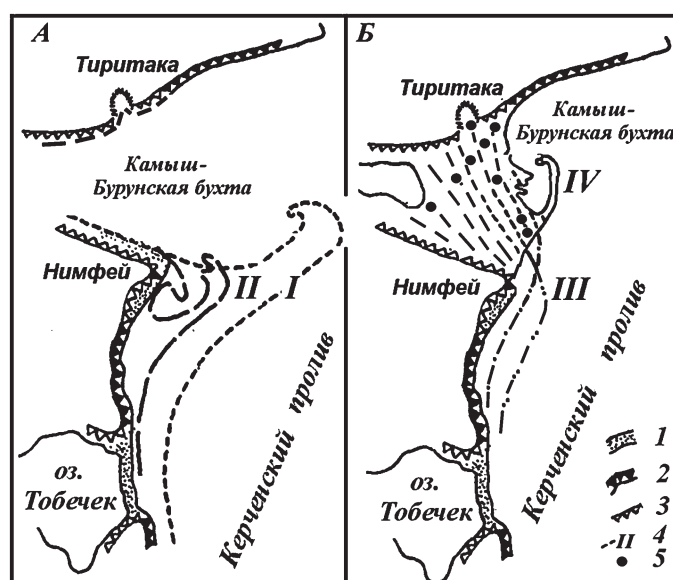 А
Тиритака
Камыш-
Бурунская бухта
Нимфей
II
I
Керченский пролив
оз.
Тобечек
Б
Тиритака
Камыш-
Бурунская бухта
IV
Нимфей
III
Керченский пролив
оз.
Тобечек
1
2
3
II 4
5